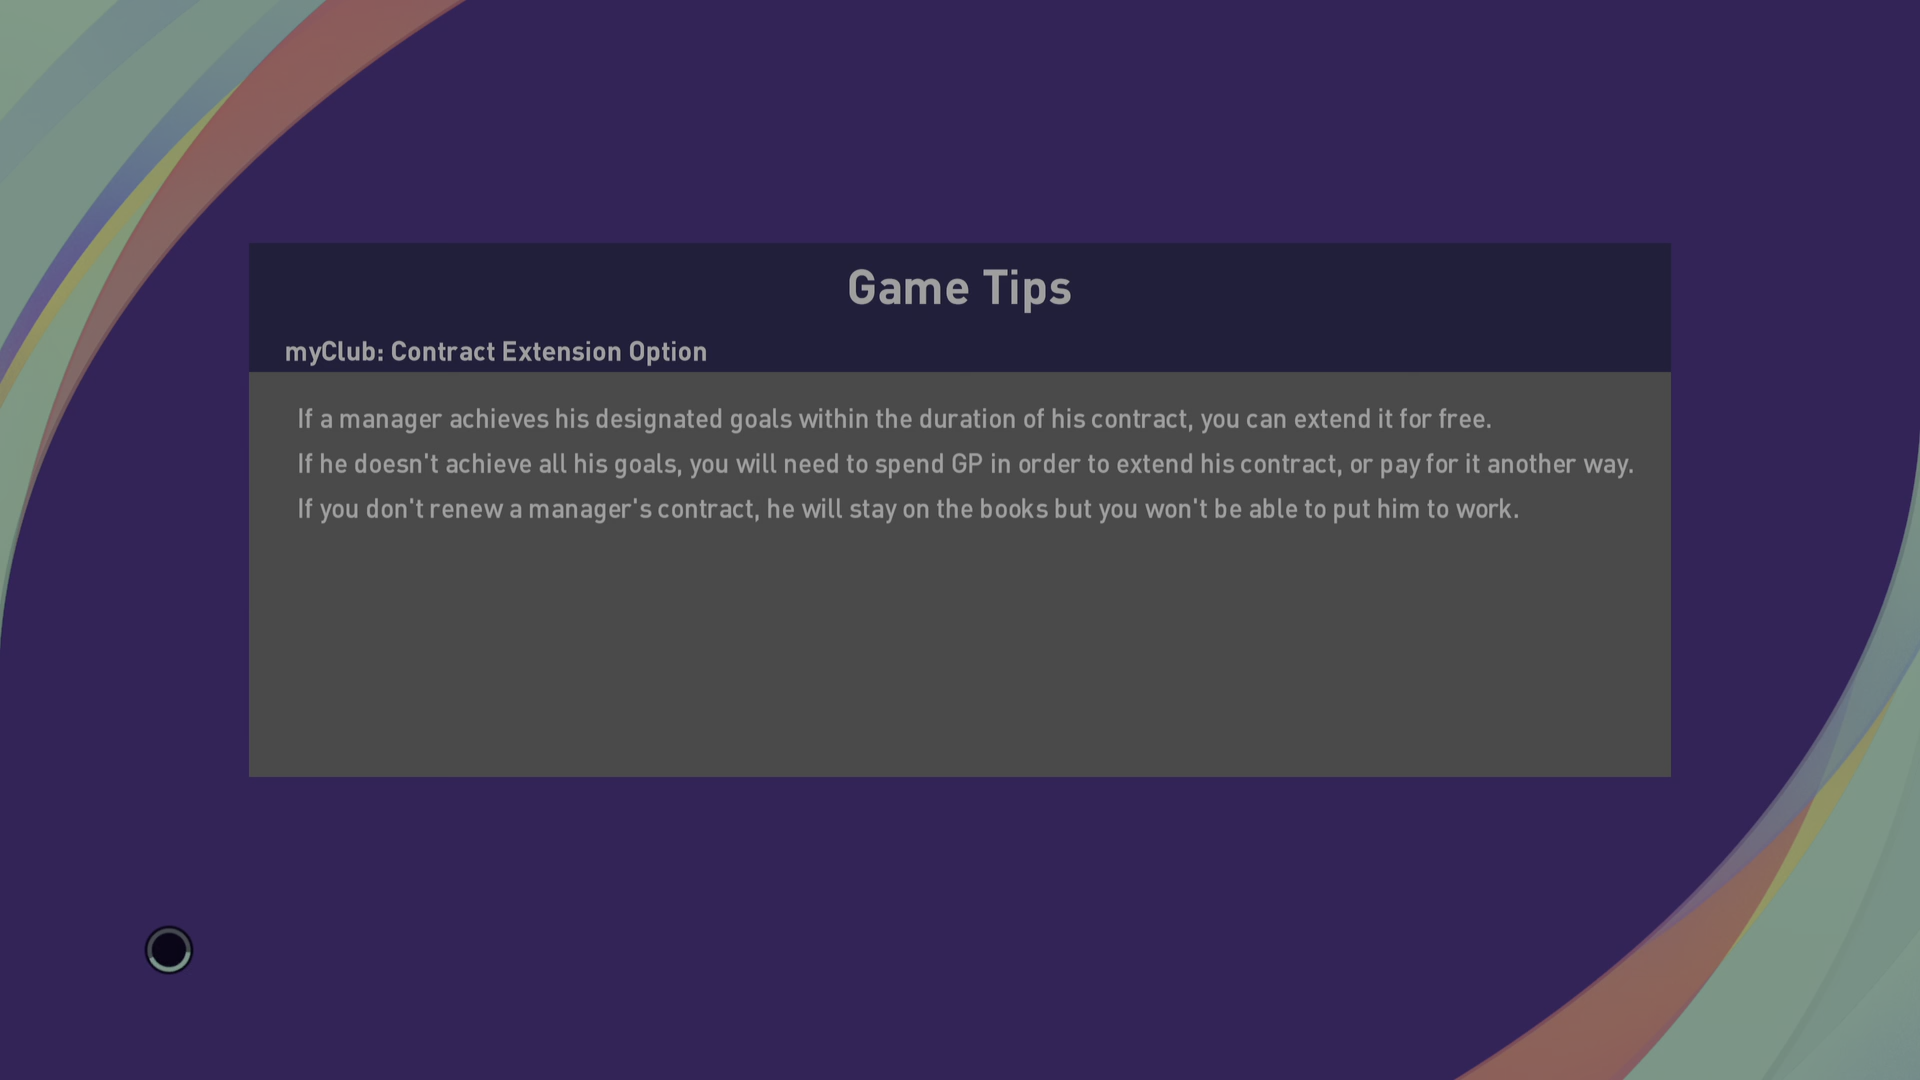 Game Tips
myClub: Contract Extension Option
If a manager achieves his designated goals within the duration of his contract, you can extend it for free.
If he doesn't achieve all his goals, you will need to spend GP in order to extend his contract, or pay for it another way.
If you don't renew a manager's contract, he will stay on the books but you won't be able to put him to work.